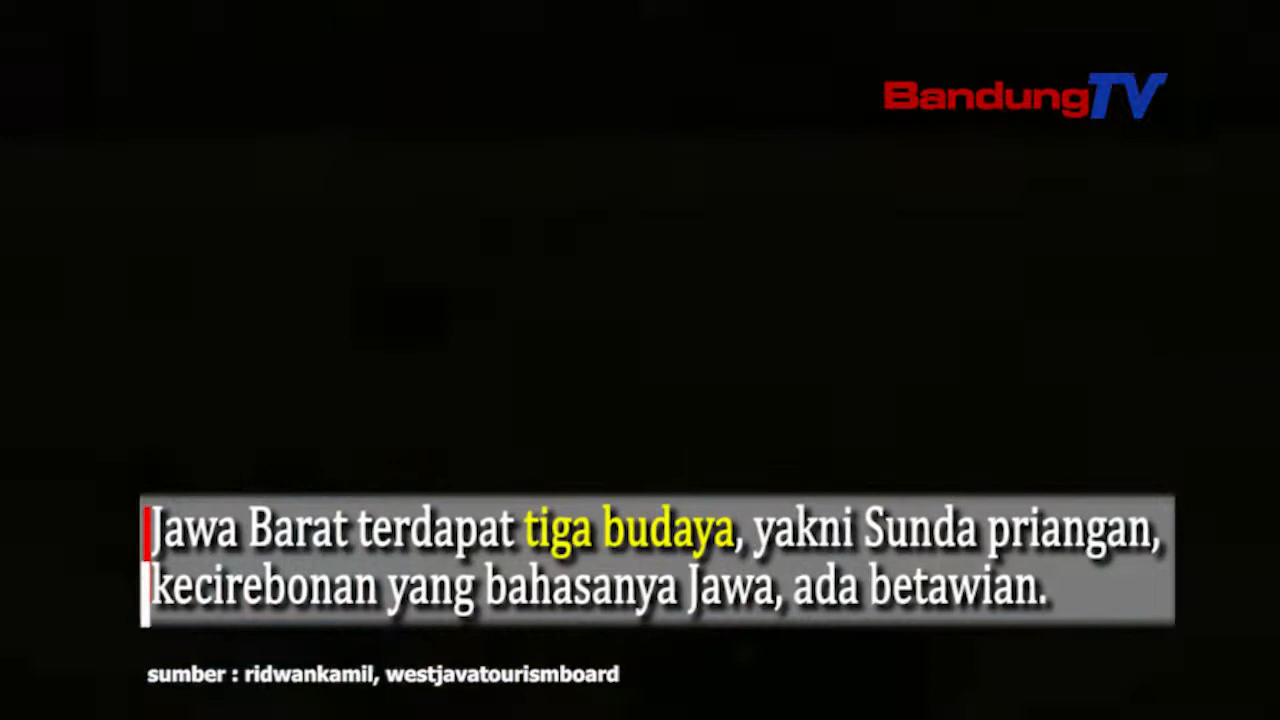 BandungTV
Jawa Barat terdapat tiga budaya, yakni Sunda priangan,
kecirebonan yang bahasanya Jawa, ada betawian.
sumber : ridwankamil, westjavatourismboard